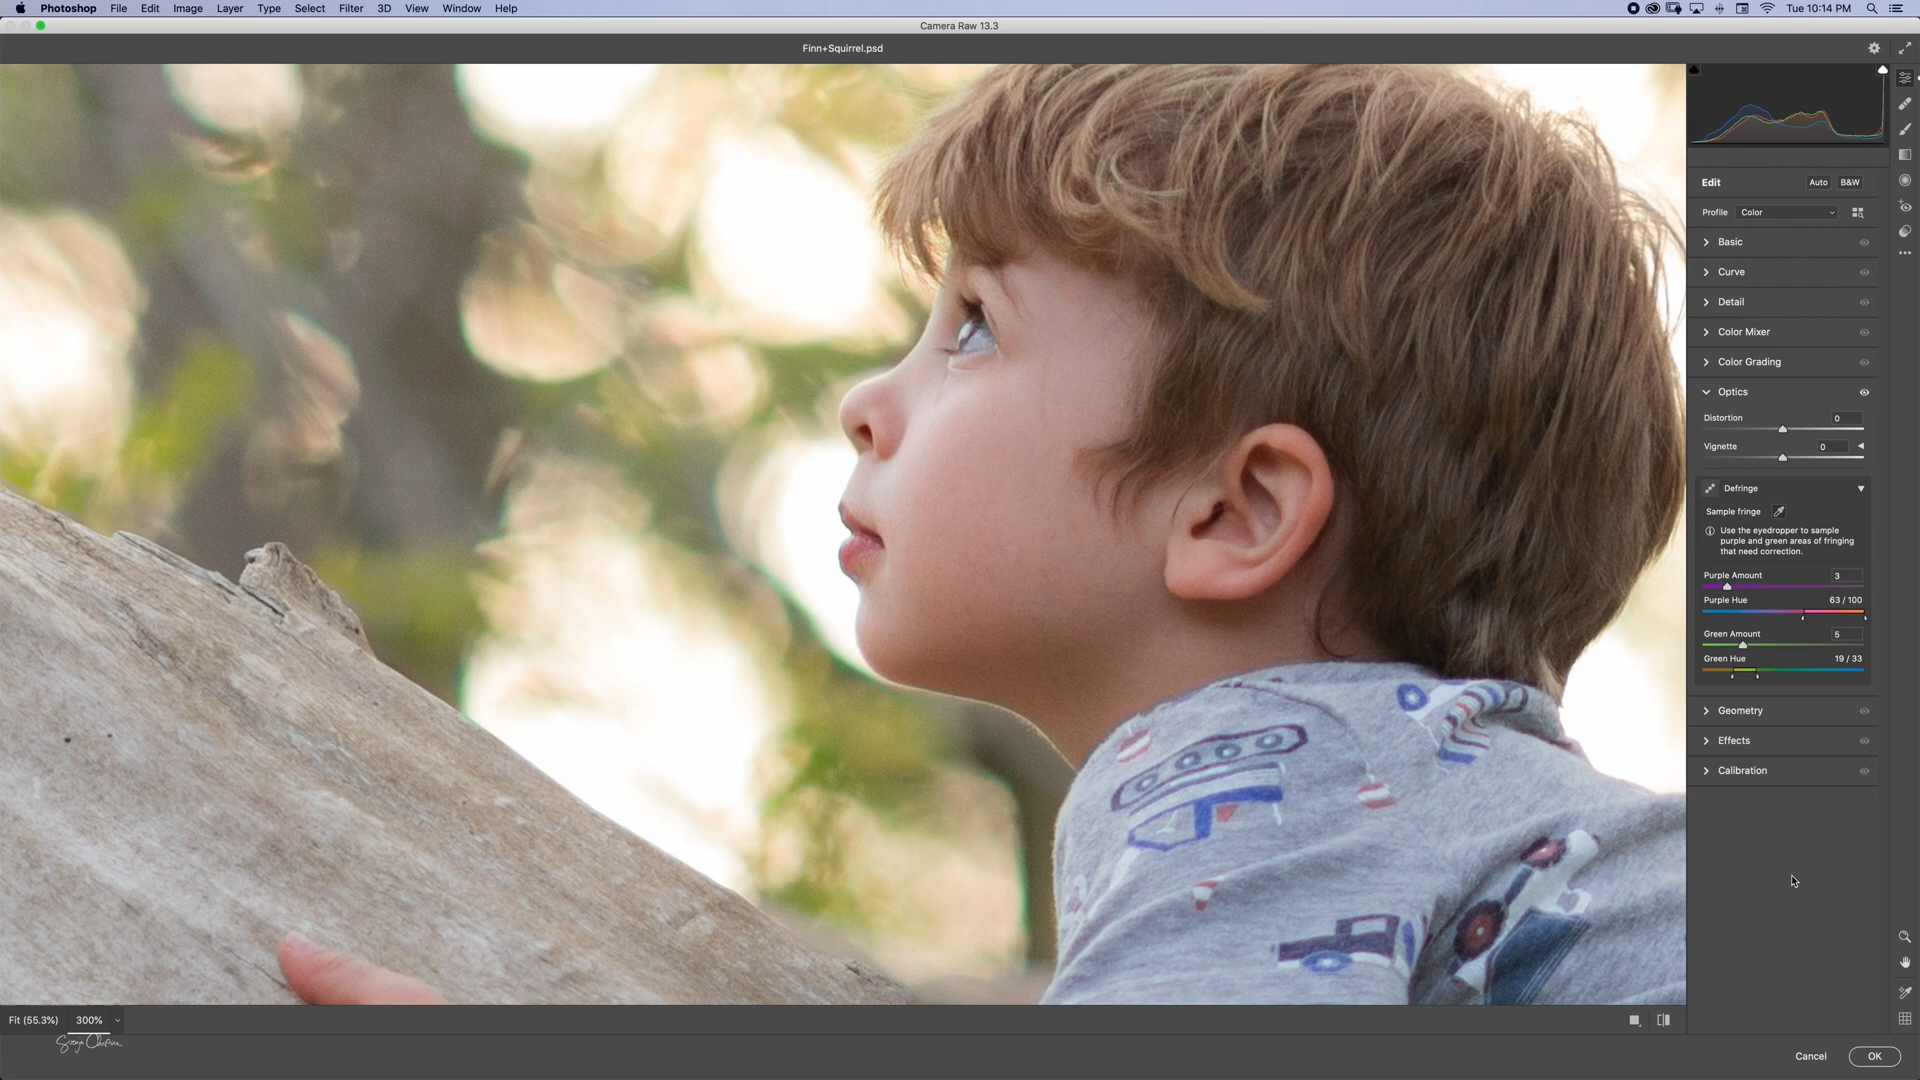 Photoshop File Edit Image Layer Type Select Filter 3D View Window Help Tue 10:14 PM
Camera Raw 13.3
Finn+Squirrel.psd
Edit Auto B&W
Profile Color
Basic
Curve
Detail
Color Mixer
Color Grading
Optics
Distortion 0
Vignette 0
Defringe
Sample fringe
Use the eyedropper to sample
purple and green areas of fringing
that need correction.
Purple Amount 3
Purple Hue 63 / 100
Green Amount 5
Green Hue 19 / 33
Geometry
Effects
Calibration
Fit (55.3%) 300%
Cancel OK